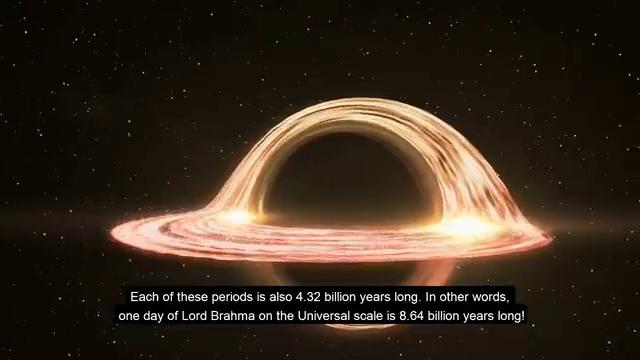 Each of these periods is also 4.32 billion years long. In other words,
one day of Lord Brahma on the Universal scale is 8.64 billion years long!